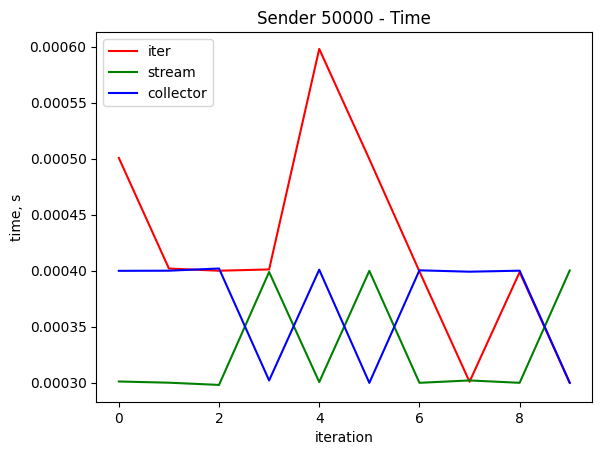 Sender 50000 - Time
iter
stream
collector
0.00060
0.00055
0.00050
0.00045
0.00040
0.00035
0.00030
time, s
0 2 4 6 8
iteration